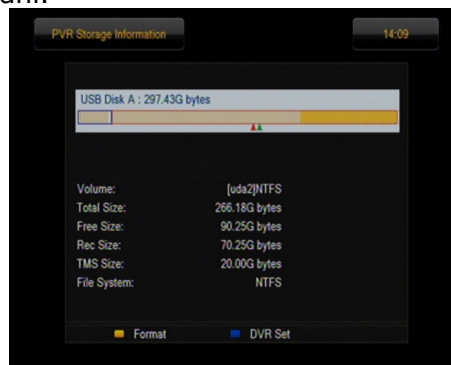 PVR Storage Information 14:09
USB Disk A : 297.43G bytes
Volume: [uda2]NTFS
Total Size: 266.18G bytes
Free Size: 90.25G bytes
Rec Size: 70.25G bytes
TMS Size: 20.00G bytes
File System: NTFS
Format DVR Set